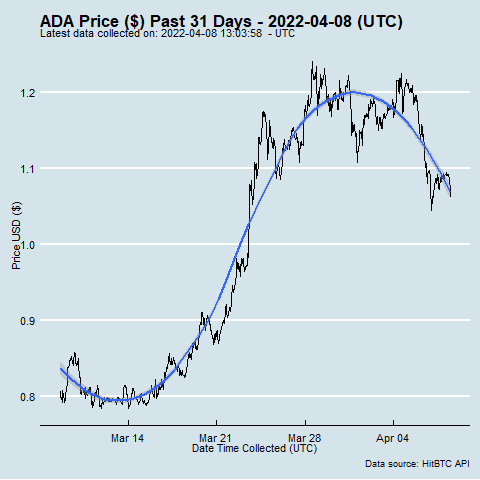 ADA Price ($) Past 31 Days - 2022-04-08 (UTC)
Latest data collected on: 2022-04-08 13:03:58 - UTC
1.2
1.1
1.0
0.9
0.8
Price USD ($)
Mar 14 Mar 21 Mar 28 Apr 04
Date Time Collected (UTC)
Data source: HitBTC API